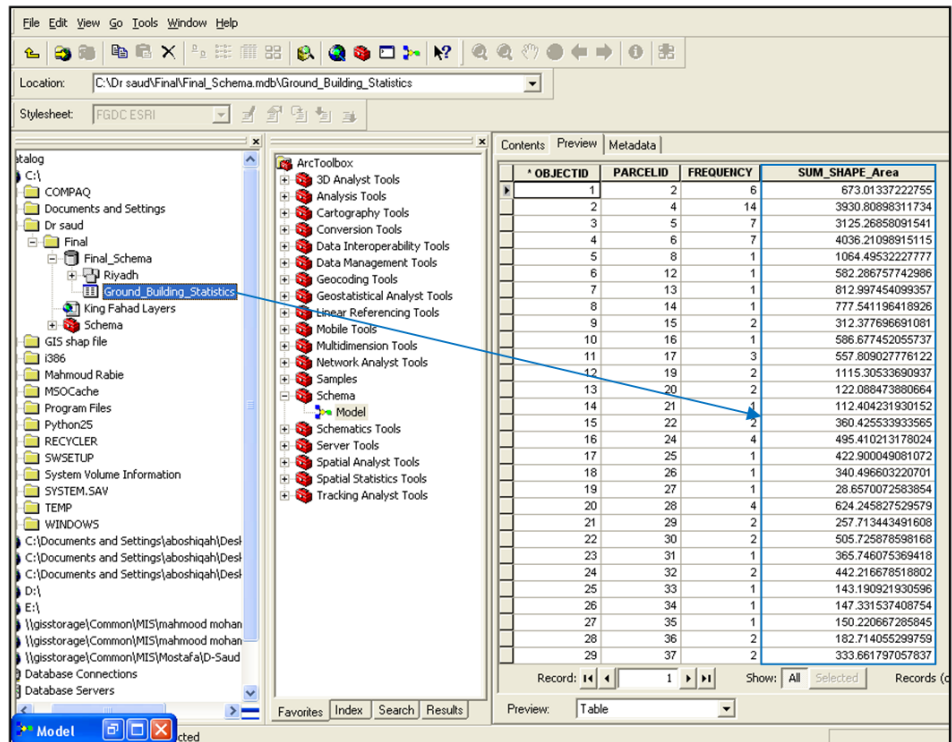 File Edit View Go Tools Window Help
Location: C:\Dr saud\Final\Final_Schema.mdb\Ground_Building_Statistics
Stylesheet: FGDC ESRI
atalog
C:\
COMPAQ
Documents and Settings
Dr saud
Final
Final_Schema
Riyadh
Ground_Building_Statistics
King Fahad Layers
Schema
GIS shap file
i386
Mahmoud Rabie
MSOCache
Program Files
Python25
RECYCLER
SWSETUP
System Volume Information
SYSTEM.SAV
TEMP
WINDOWS
C:\Documents and Settings\aboshiqah\Desk
C:\Documents and Settings\aboshiqah\Desk
C:\Documents and Settings\aboshiqah\Desk
D:\
E:\
\\gisstorage\Common\MIS\mahmood mohan
\\gisstorage\Common\MIS\mahmood mohan
\\gisstorage\Common\MIS\Mostafa\D-Saud
Database Connections
Database Servers
ArcToolbox
3D Analyst Tools
Analysis Tools
Cartography Tools
Conversion Tools
Data Interoperability Tools
Data Management Tools
Geocoding Tools
Geostatistical Analyst Tools
Linear Referencing Tools
Mobile Tools
Multidimension Tools
Network Analyst Tools
Samples
Schema
Model
Schematics Tools
Server Tools
Spatial Analyst Tools
Spatial Statistics Tools
Tracking Analyst Tools
Favorites Index Search Results
Contents Preview Metadata
* OBJECTID PARCELID FREQUENCY SUM_SHAPE_Area
1 2 6 673.01337222755
2 4 14 3930.80898311734
3 5 7 3125.26858091541
4 6 7 4036.21098915115
5 8 1 1064.49532227777
6 12 1 582.286757742986
7 13 1 812.997454099357
8 14 1 777.541196418926
9 15 2 312.377696691081
10 16 1 586.677452055737
11 17 3 557.809027776122
12 19 2 1115.30533690937
13 20 2 122.088473880664
14 21 1 112.404231930152
15 22 2 360.425533933565
16 24 4 495.410213178024
17 25 1 422.900049081072
18 26 1 340.496603220701
19 27 1 28.6570072583854
20 28 4 624.245827529579
21 29 2 257.713443491608
22 30 2 505.725878598168
23 31 1 365.746075369418
24 32 2 442.216678518802
25 33 1 143.190921930596
26 34 1 147.331537408754
27 35 1 150.220667285845
28 36 2 182.714055299759
29 37 2 333.661797057837
Record: 1 Show: All Selected Records (o
Preview: Table
Model
cted